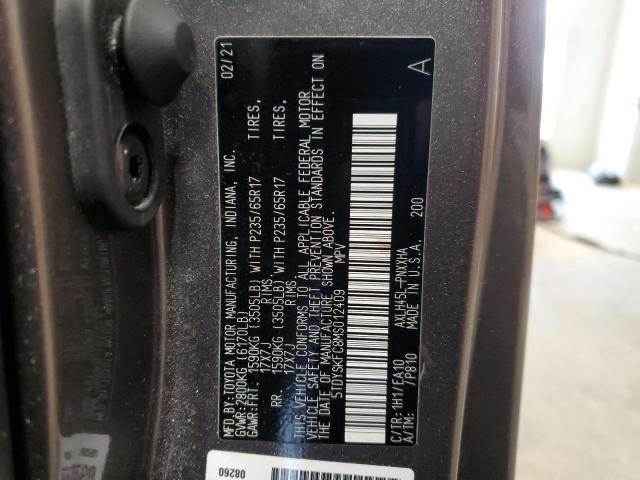 02/21
MFD.BY:TOYOTA MOTOR MANUFACTURING, INDIANA, INC.
GVWR:2800KG(6170LB)
GAWR:FRT. 1590KG (3505LB) WITH P235/65R17 TIRES,
17X7J RIMS
RR. 1590KG (3505LB) WITH P235/65R17 TIRES,
17X7J RIMS
THIS VEHICLE CONFORMS TO ALL APPLICABLE FEDERAL MOTOR
VEHICLE SAFETY AND THEFT PREVENTION STANDARDS IN EFFECT ON
THE DATE OF MANUFACTURE SHOWN ABOVE.
5TDYSKFC8MS012409 MPV
C/TR:1H1/EA10 AXLH45L-PNXXHA
A/TM: /P810 MADE IN U.S.A. 200
A
08260